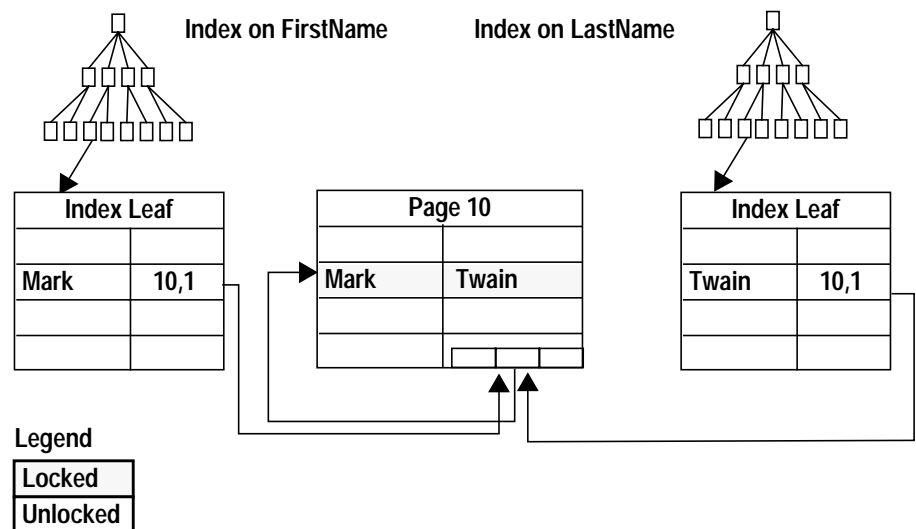 Index on FirstName
Index on LastName
Index Leaf
Mark 10,1
Page 10
Mark Twain
Index Leaf
Twain 10,1
Legend
Locked
Unlocked